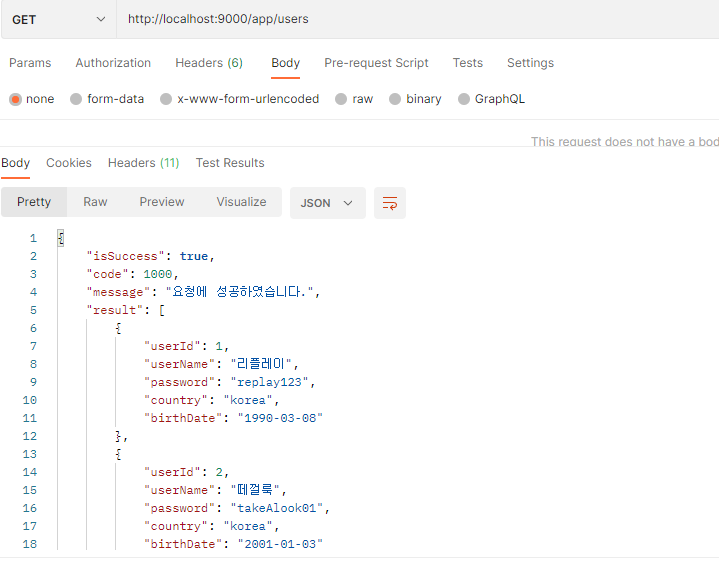 GET http://localhost:9000/app/users
Params Authorization Headers (6) Body Pre-request Script Tests Settings
none form-data x-www-form-urlencoded raw binary GraphQL
This request does not have a bod
Body Cookies Headers (11) Test Results
Pretty Raw Preview Visualize JSON
1 {
2 "isSuccess": true,
3 "code": 1000,
4 "message": "요청에 성공하였습니다.",
5 "result": [
6 {
7 "userId": 1,
8 "userName": "리플레이",
9 "password": "replay123",
10 "country": "korea",
11 "birthDate": "1990-03-08"
12 },
13 {
14 "userId": 2,
15 "userName": "떼껄룩",
16 "password": "takeAlook01",
17 "country": "korea",
18 "birthDate": "2001-01-03"